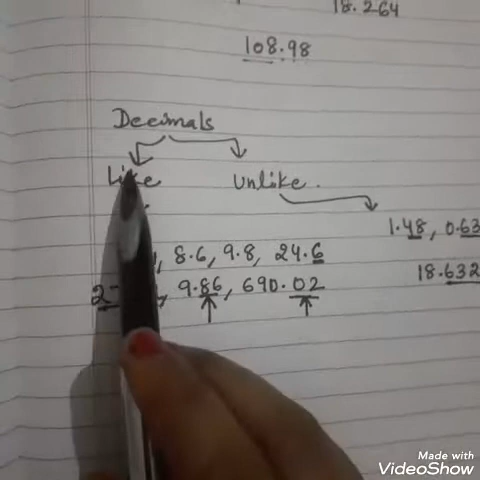 18.264
108.98
Decimals
Like Unlike.
1.48, 0.63
, 8.6, 9.8, 24.6
18.632
2 , 9.86, 690.02
Made with
VideoShow